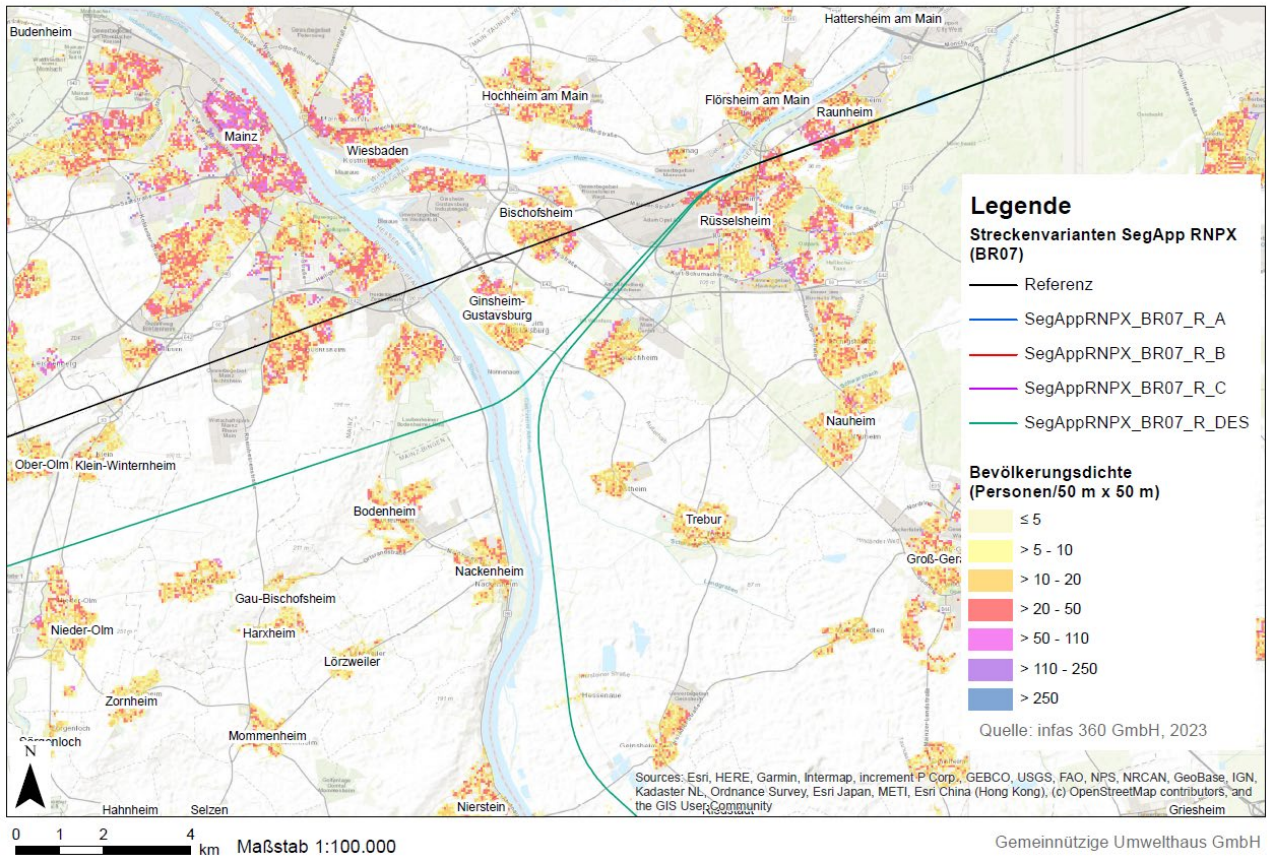 Budenheim
Hattersheim am Main
Hochheim am Main
Flörsheim am Main
Raunheim
Mainz
Wiesbaden
Bischofsheim
Rüsselsheim
Ginsheim-
Gustavsburg
Nauheim
Ober-Olm
Klein-Winternheim
Bodenheim
Trebur
Nackenheim
Groß-Ger
Gau-Bischofsheim
Nieder-Olm
Harxheim
Lörzweiler
Zornheim
Mommenheim
Sörgenloch
Nierstein
Hahnheim
Selzen
Griesheim
Legende
Streckenvarianten SegApp RNPX
(BR07)
Referenz
SegAppRNPX_BR07_R_A
SegAppRNPX_BR07_R_B
SegAppRNPX_BR07_R_C
SegAppRNPX_BR07_R_DES
Bevölkerungsdichte
(Personen/50 m x 50 m)
≤ 5
> 5 - 10
> 10 - 20
> 20 - 50
> 50 - 110
> 110 - 250
> 250
Quelle: infas 360 GmbH, 2023
Sources: Esri, HERE, Garmin, Intermap, increment P Corp., GEBCO, USGS, FAO, NPS, NRCAN, GeoBase, IGN,
Kadaster NL, Ordnance Survey, Esri Japan, METI, Esri China (Hong Kong), (c) OpenStreetMap contributors, and
the GIS User Community
N
0 1 2 4
km
Maßstab 1:100.000
Gemeinnützige Umwelthaus GmbH